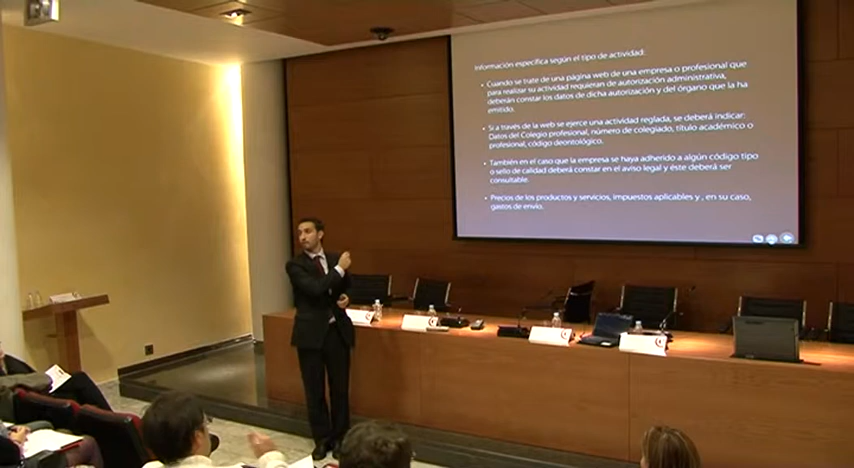 Información específica según el tipo de actividad:
• Cuando se trate de una página web de una empresa o profesional que
para realizar su actividad requieran de autorización administrativa,
deberán constar los datos de dicha autorización y del órgano que la ha
emitido.
• Si a través de la web se ejerce una actividad reglada, se deberá indicar:
Datos del Colegio profesional, número de colegiado, título académico o
profesional, código deontológico.
• También en el caso que la empresa se haya adherido a algún código tipo
o sello de calidad deberá constar en el aviso legal y éste deberá ser
consultable.
• Precios de los productos y servicios, impuestos aplicables y , en su caso,
gastos de envío.